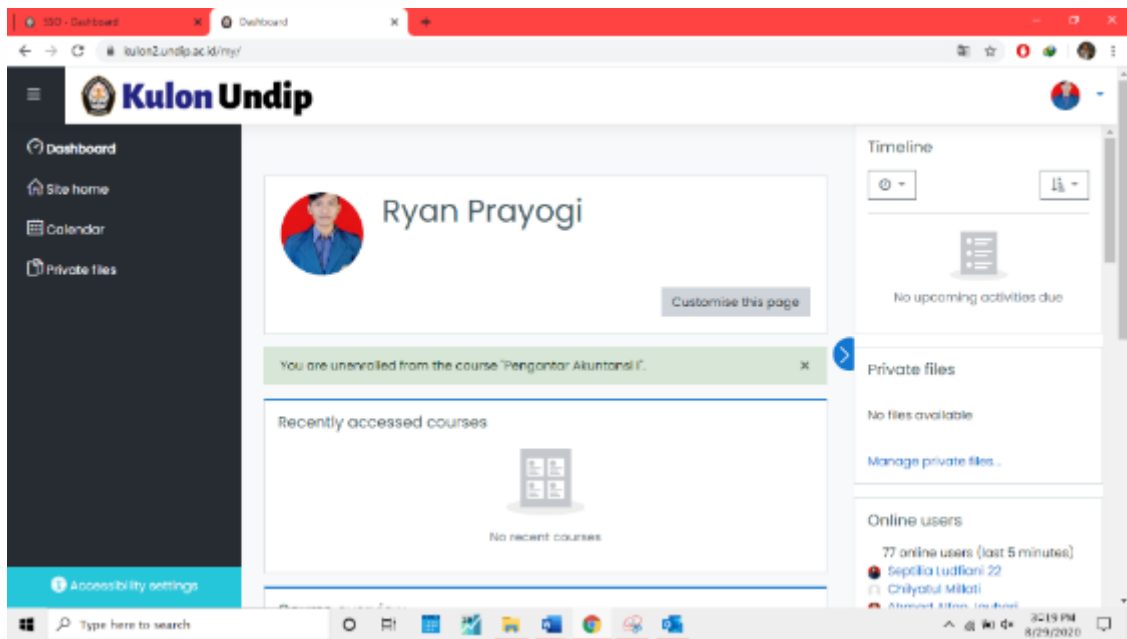 SSO - Dashboard
Dashboard
kulon2.undip.ac.id/my/
Kulon Undip
Dashboard
Site home
Calendar
Private files
Accessibility settings
Ryan Prayogi
Customise this page
You are unenrolled from the course "Pengantar Akuntansi I".
Recently accessed courses
No recent courses
Course overview
Timeline
No upcoming activities due
Private files
No files available
Manage private files...
Online users
77 online users (last 5 minutes)
Septilia Ludfiani 22
Chilyatul Millati
Type here to search
3:19 PM
8/29/2020